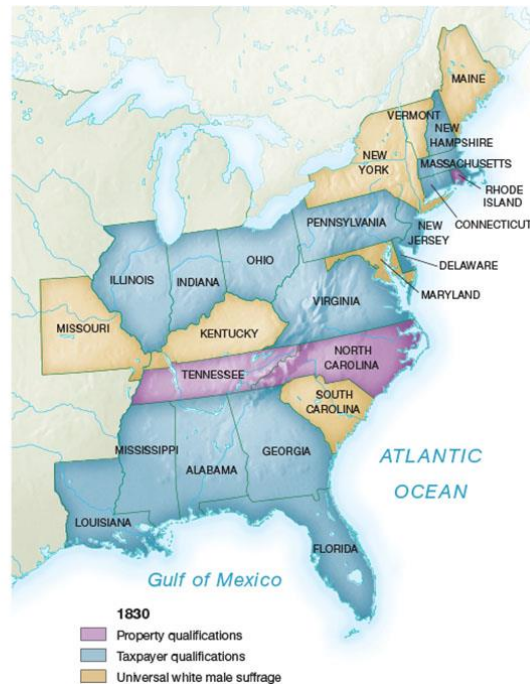 MAINE
VERMONT
NEW
HAMPSHIRE
NEW
YORK
MASSACHUSETTS
RHODE
ISLAND
CONNECTICUT
PENNSYLVANIA
NEW
JERSEY
OHIO
ILLINOIS
INDIANA
DELAWARE
MARYLAND
VIRGINIA
MISSOURI
KENTUCKY
NORTH
CAROLINA
TENNESSEE
SOUTH
CAROLINA
MISSISSIPPI
ALABAMA
GEORGIA
ATLANTIC
OCEAN
LOUISIANA
FLORIDA
Gulf of Mexico
1830
Property qualifications
Taxpayer qualifications
Universal white male suffrage